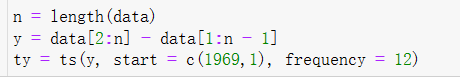 n = length(data)
y = data[2:n] - data[1:n - 1]
ty = ts(y, start = c(1969,1), frequency = 12)